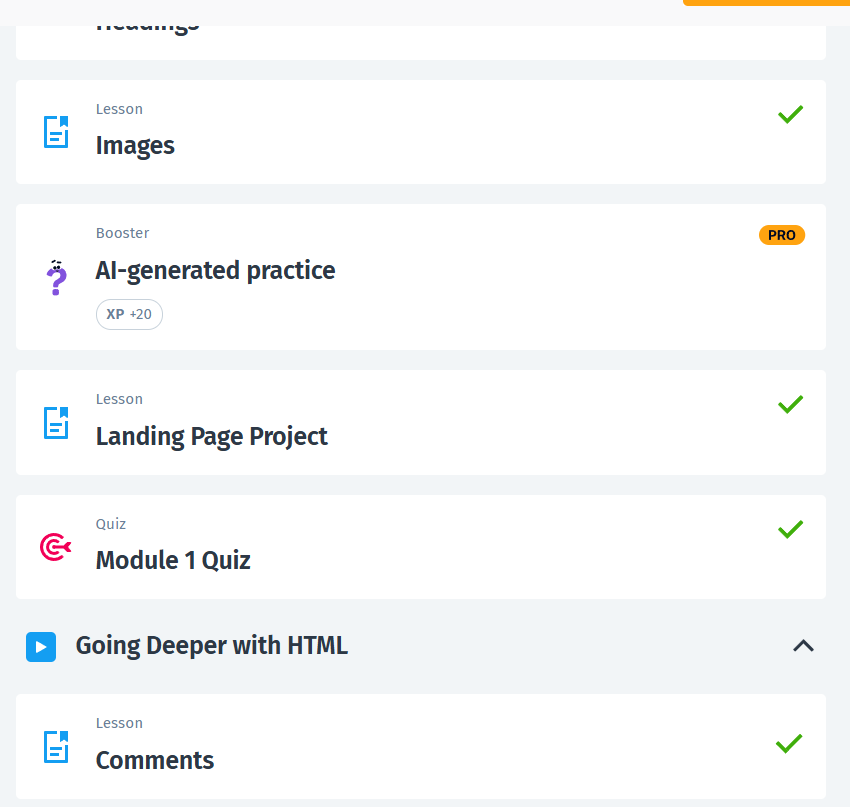 Headings
Lesson
Images
Booster
PRO
AI-generated practice
XP +20
Lesson
Landing Page Project
Quiz
Module 1 Quiz
Going Deeper with HTML
Lesson
Comments